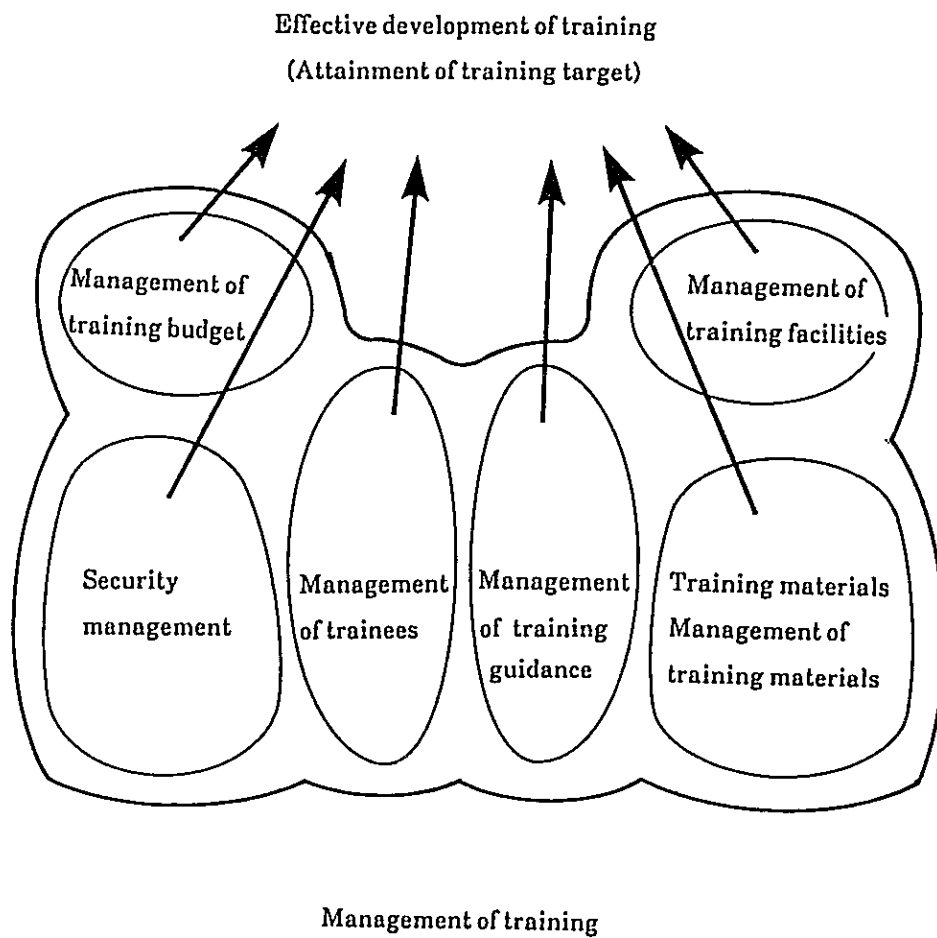 Effective development of training
(Attainment of training target)
Management of
training budget
Management of
training facilities
Security
management
Management
of trainees
Management
of training
guidance
Training materials
Management of
training materials
Management of training